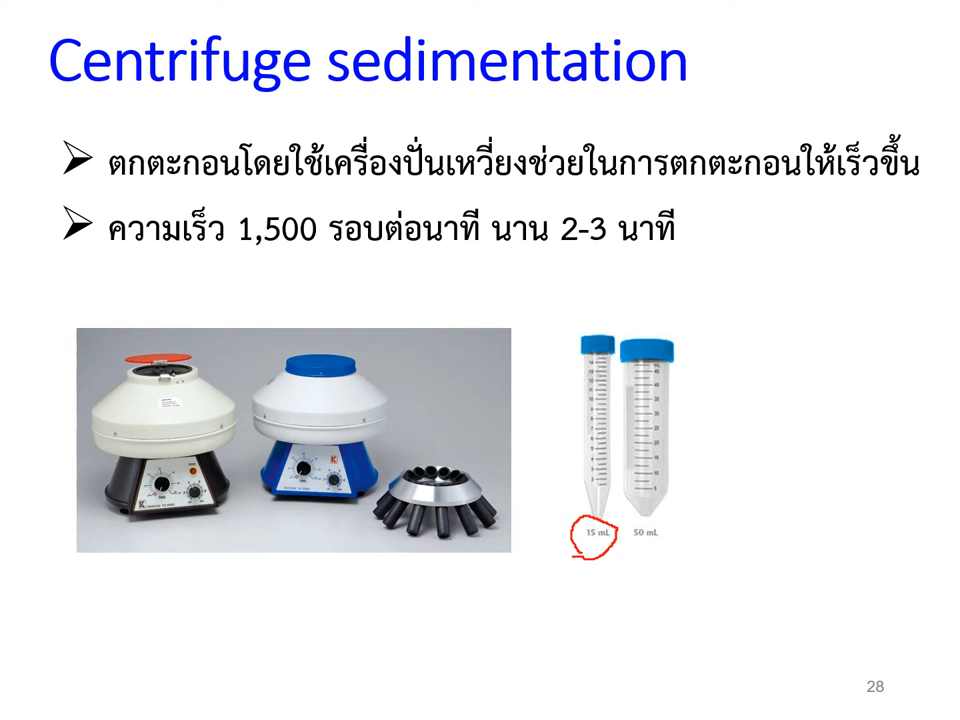 Centrifuge sedimentation
➢ ตกตะกอนโดยใช้เครื่องปั่นเหวี่ยงช่วยในการตกตะกอนให้เร็วขึ้น
➢ ความเร็ว 1,500 รอบต่อนาที นาน 2-3 นาที
15 mL
50 mL
28